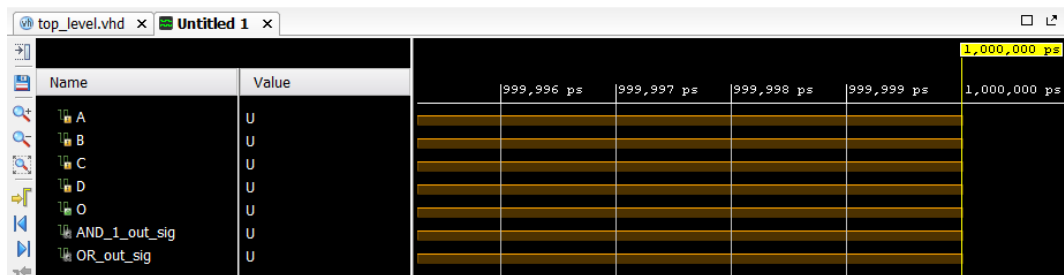 top_level.vhd x Untitled 1 x
1,000,000 ps
Name Value
999,996 ps 999,997 ps 999,998 ps 999,999 ps 1,000,000 ps
A U
B U
C U
D U
O U
AND_1_out_sig U
OR_out_sig U